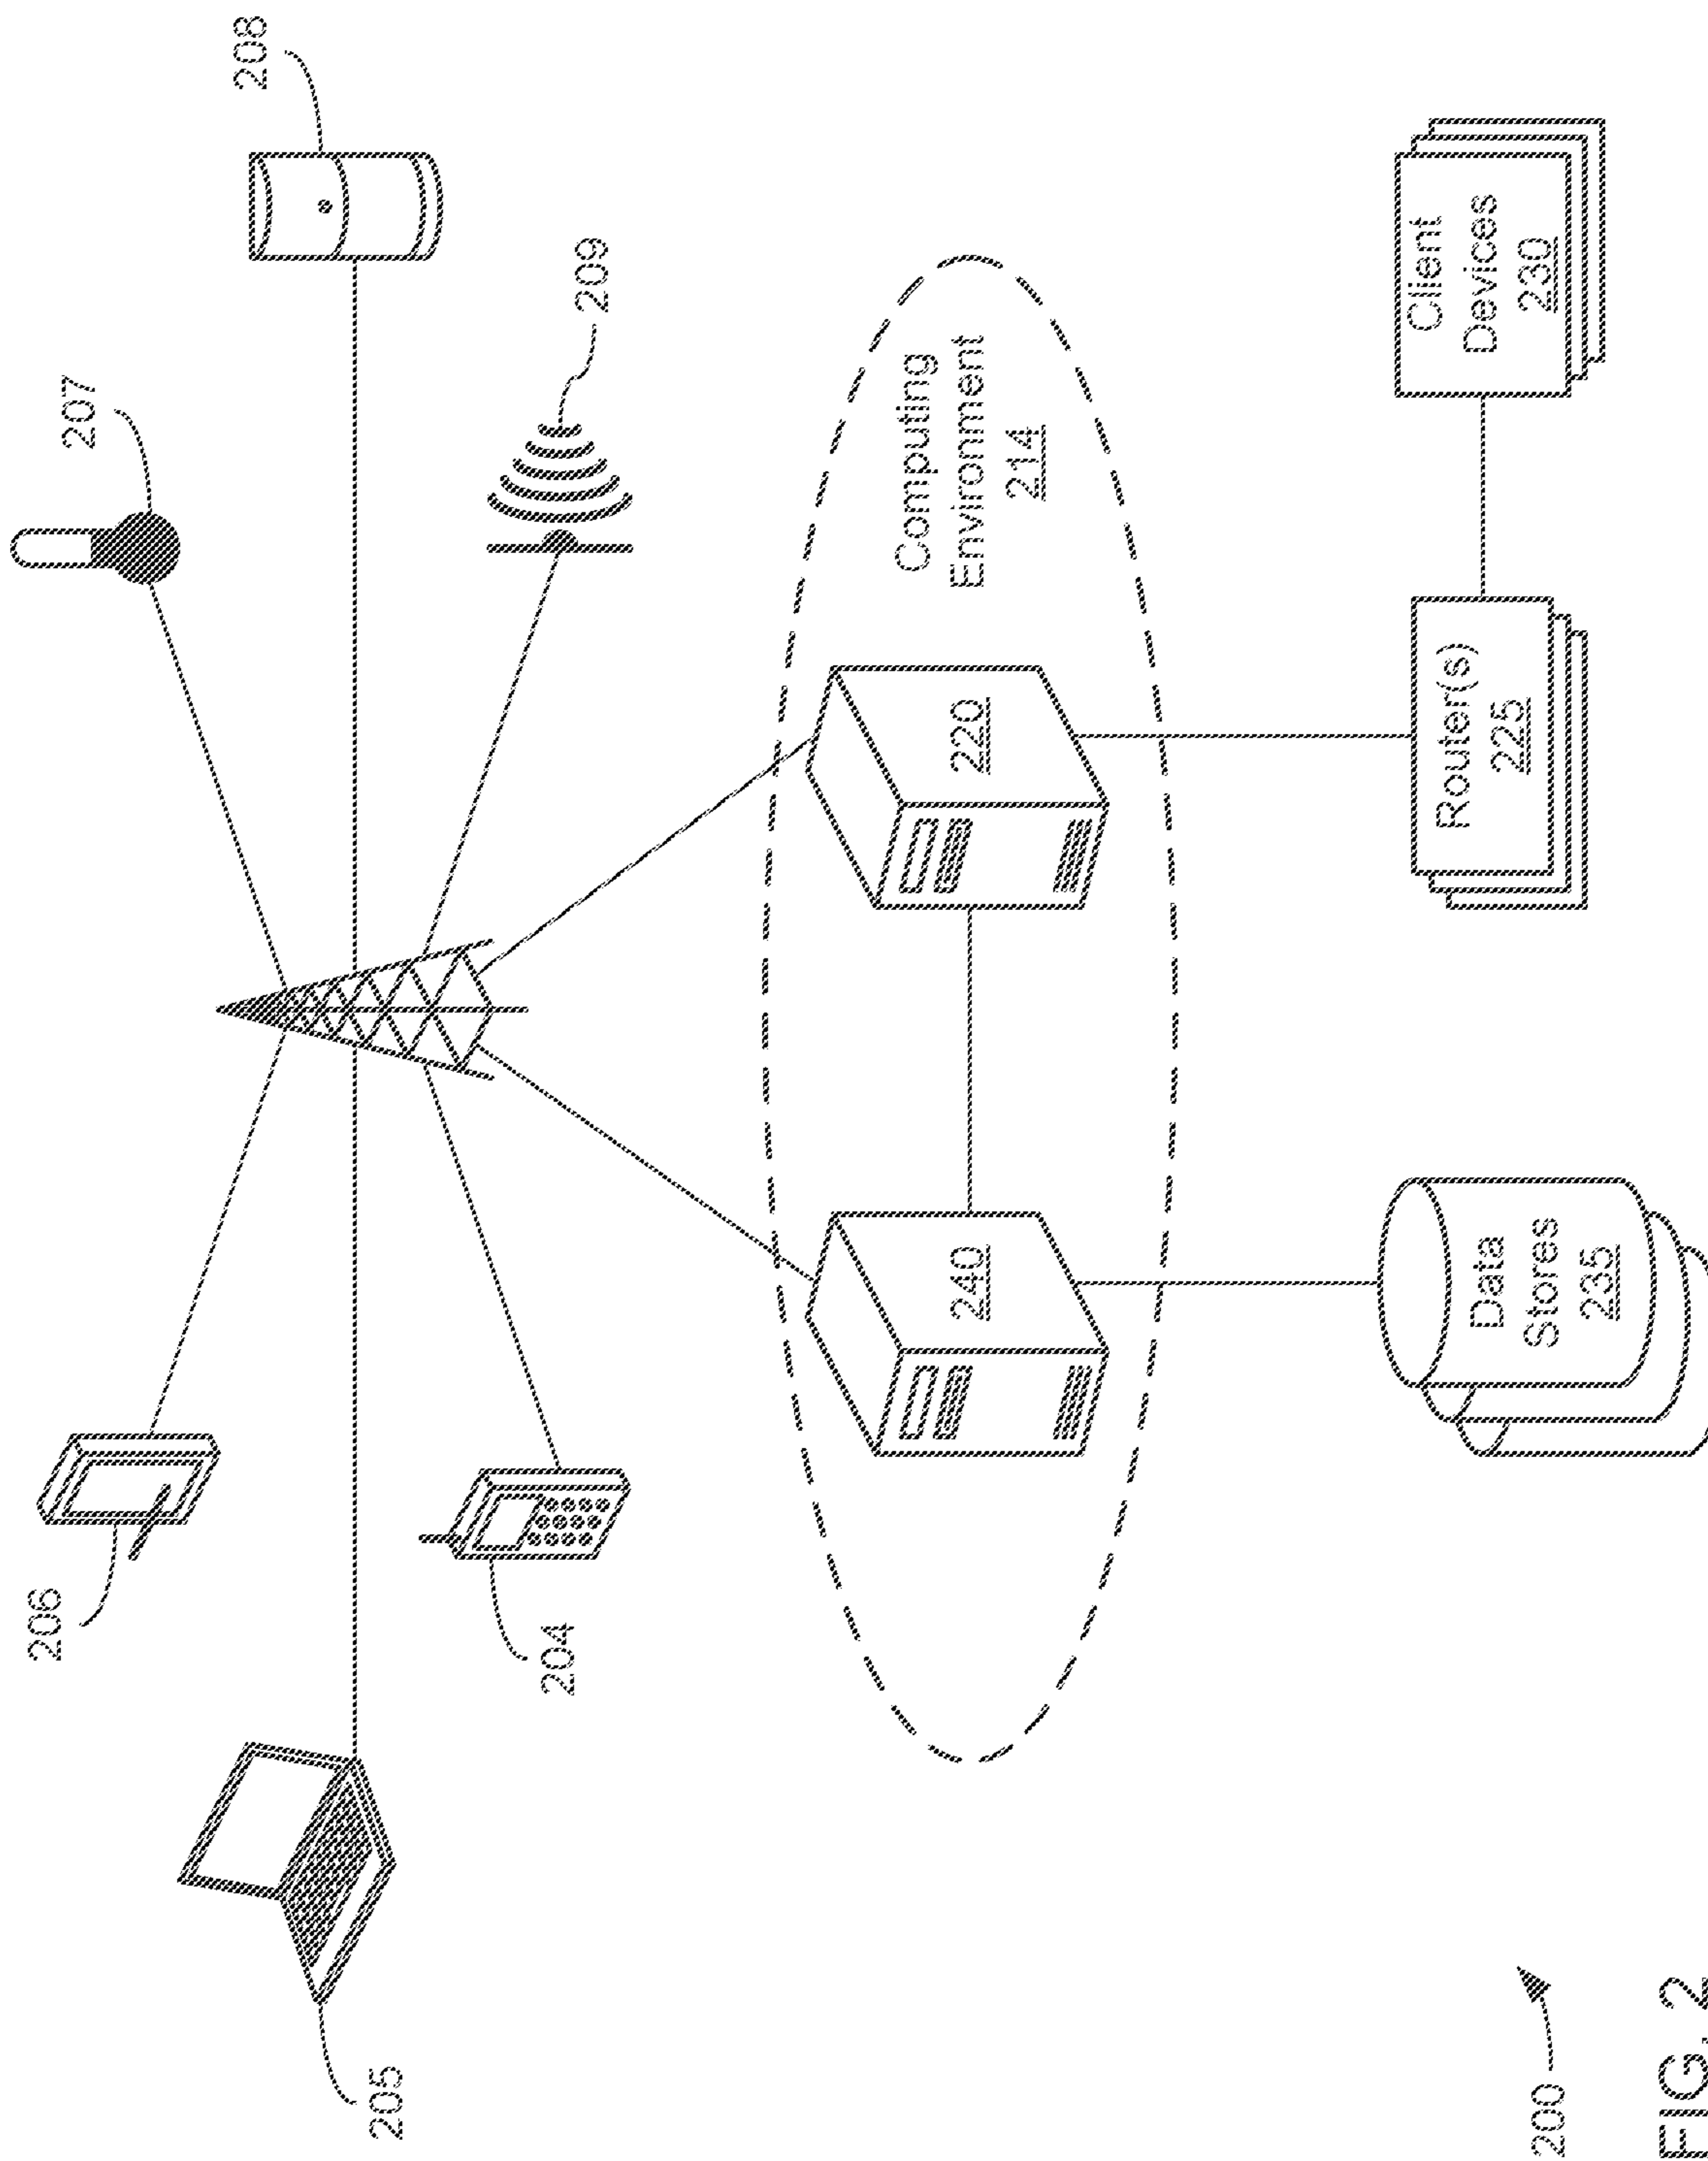 206
207
208
205
204
209
Computing
Environment
214
240
220
Data
Stores
235
Router(s)
225
Client
Devices
230
200
FIG. 2